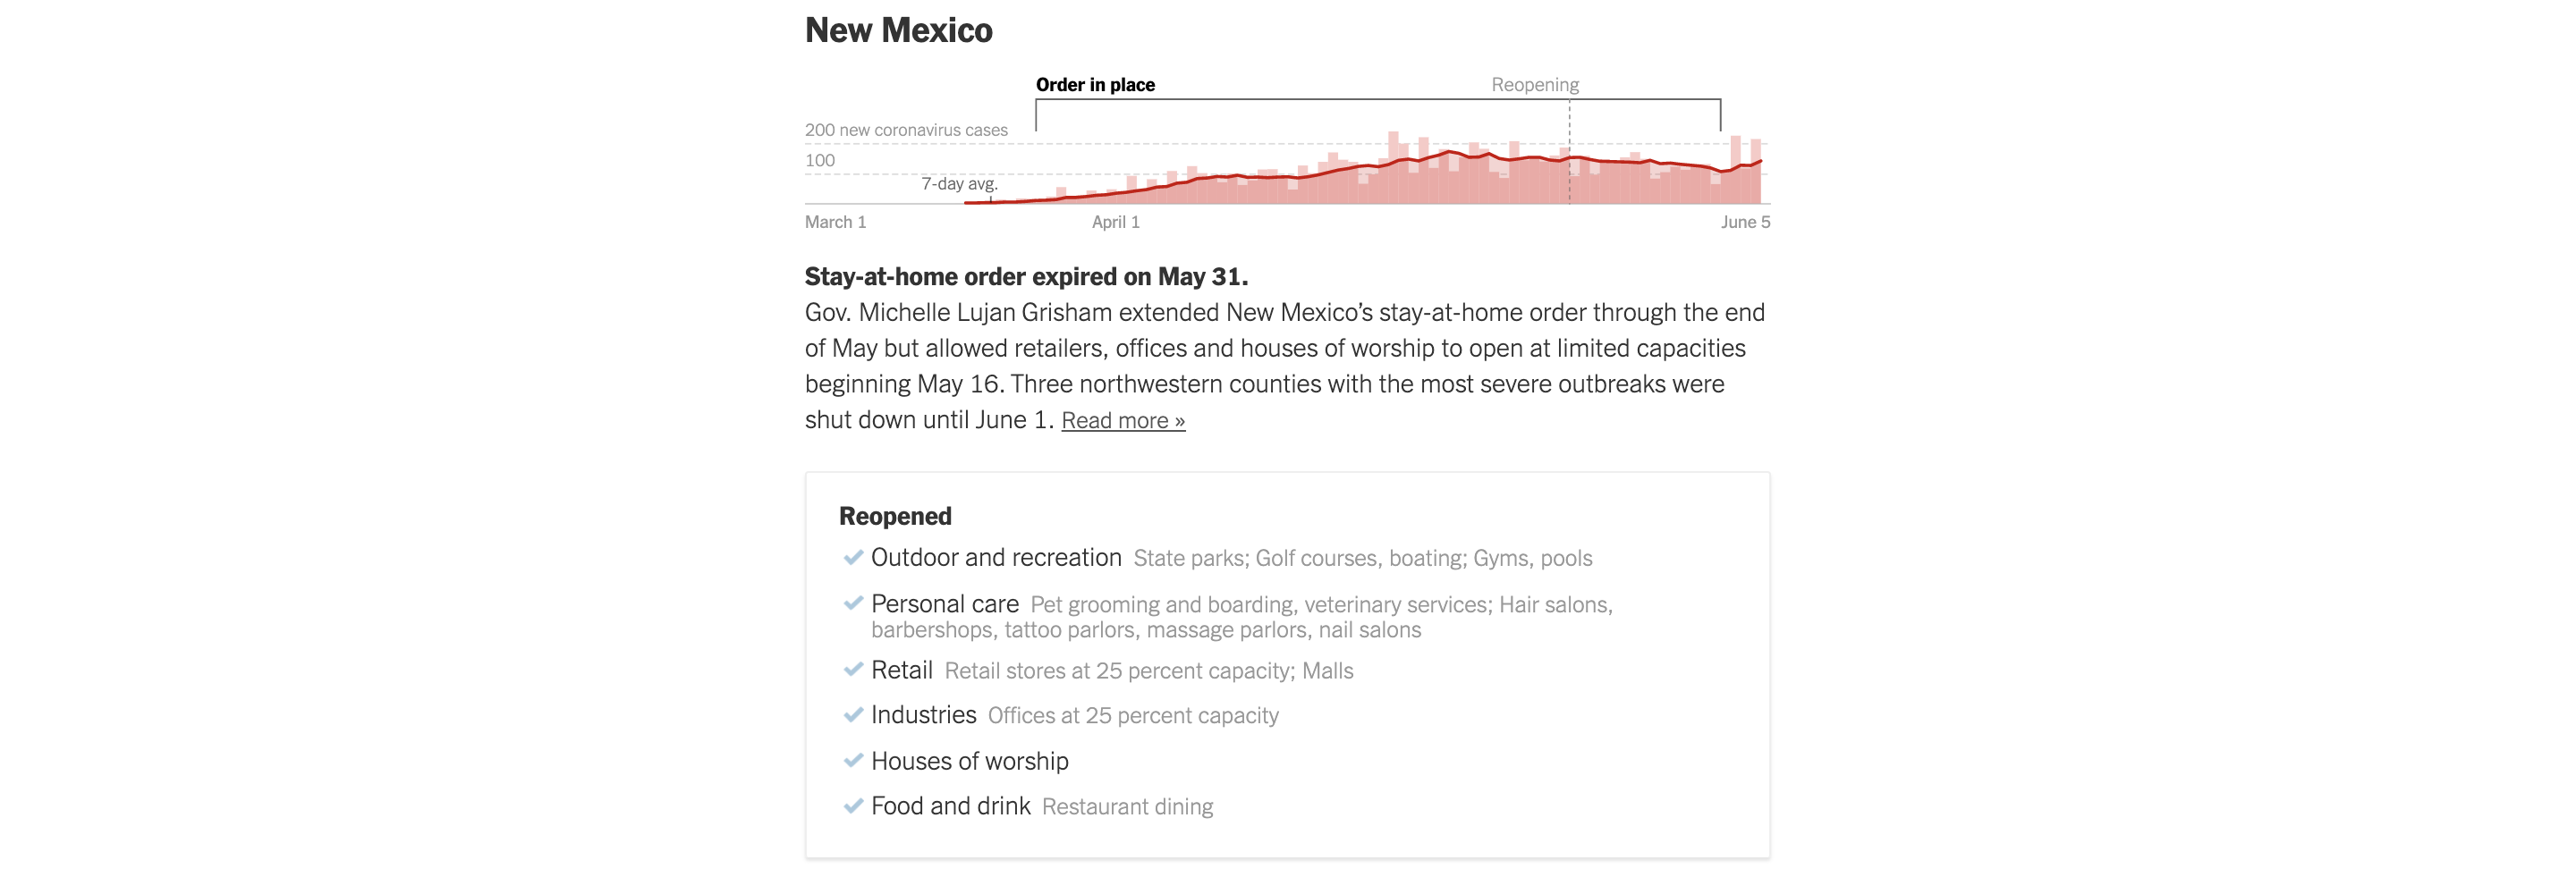 New Mexico
Order in place
Reopening
200 new coronavirus cases
100
7-day avg.
March 1
April 1
June 5
Stay-at-home order expired on May 31.
Gov. Michelle Lujan Grisham extended New Mexico’s stay-at-home order through the end
of May but allowed retailers, offices and houses of worship to open at limited capacities
beginning May 16. Three northwestern counties with the most severe outbreaks were
shut down until June 1. Read more »
Reopened
Outdoor and recreation State parks; Golf courses, boating; Gyms, pools
Personal care Pet grooming and boarding, veterinary services; Hair salons,
barbershops, tattoo parlors, massage parlors, nail salons
Retail Retail stores at 25 percent capacity; Malls
Industries Offices at 25 percent capacity
Houses of worship
Food and drink Restaurant dining